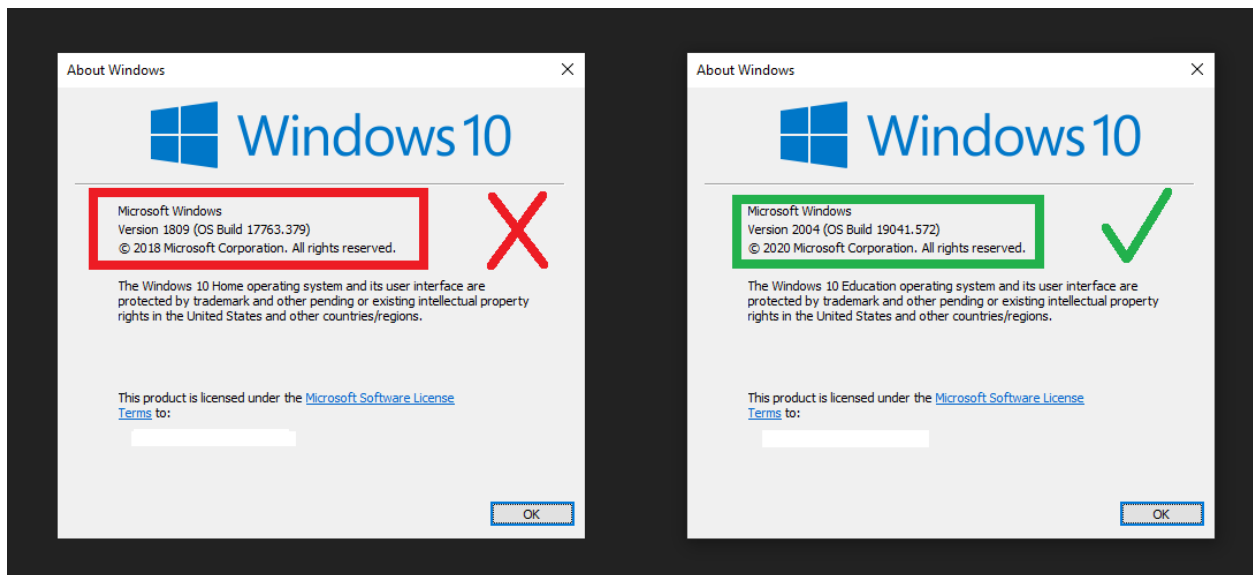 About Windows
Windows 10
Microsoft Windows
Version 1809 (OS Build 17763.379)
© 2018 Microsoft Corporation. All rights reserved.
The Windows 10 Home operating system and its user interface are
protected by trademark and other pending or existing intellectual property
rights in the United States and other countries/regions.
This product is licensed under the Microsoft Software License
Terms to:
OK
About Windows
Windows 10
Microsoft Windows
Version 2004 (OS Build 19041.572)
© 2020 Microsoft Corporation. All rights reserved.
The Windows 10 Education operating system and its user interface are
protected by trademark and other pending or existing intellectual property
rights in the United States and other countries/regions.
This product is licensed under the Microsoft Software License
Terms to:
OK